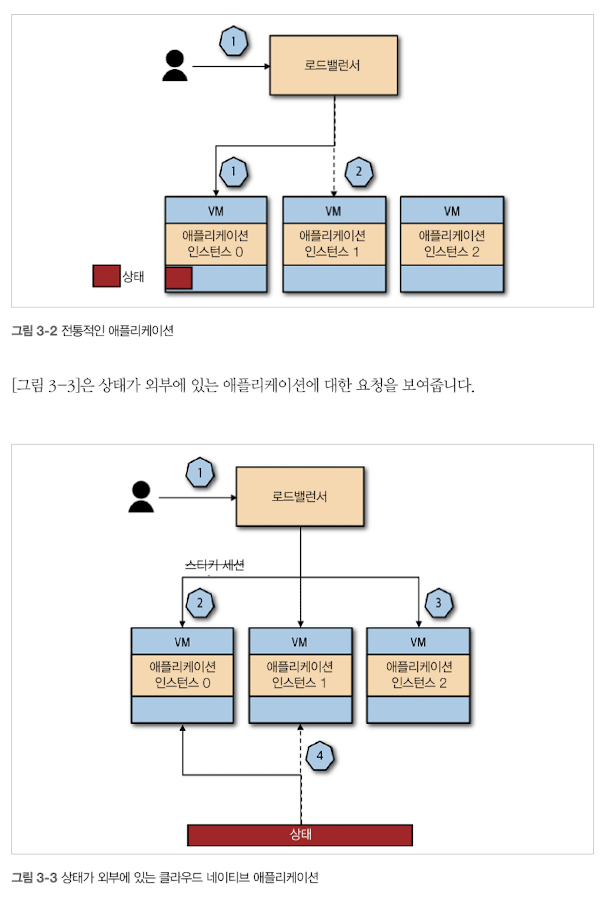 1
로드밸런서
1
2
VM
VM
VM
애플리케이션
인스턴스 0
애플리케이션
인스턴스 1
애플리케이션
인스턴스 2
상태
그림 3-2 전통적인 애플리케이션
[그림 3-3]은 상태가 외부에 있는 애플리케이션에 대한 요청을 보여줍니다.
1
로드밸런서
스티키 세션
2
3
VM
VM
VM
애플리케이션
인스턴스 0
애플리케이션
인스턴스 1
애플리케이션
인스턴스 2
4
상태
그림 3-3 상태가 외부에 있는 클라우드 네이티브 애플리케이션